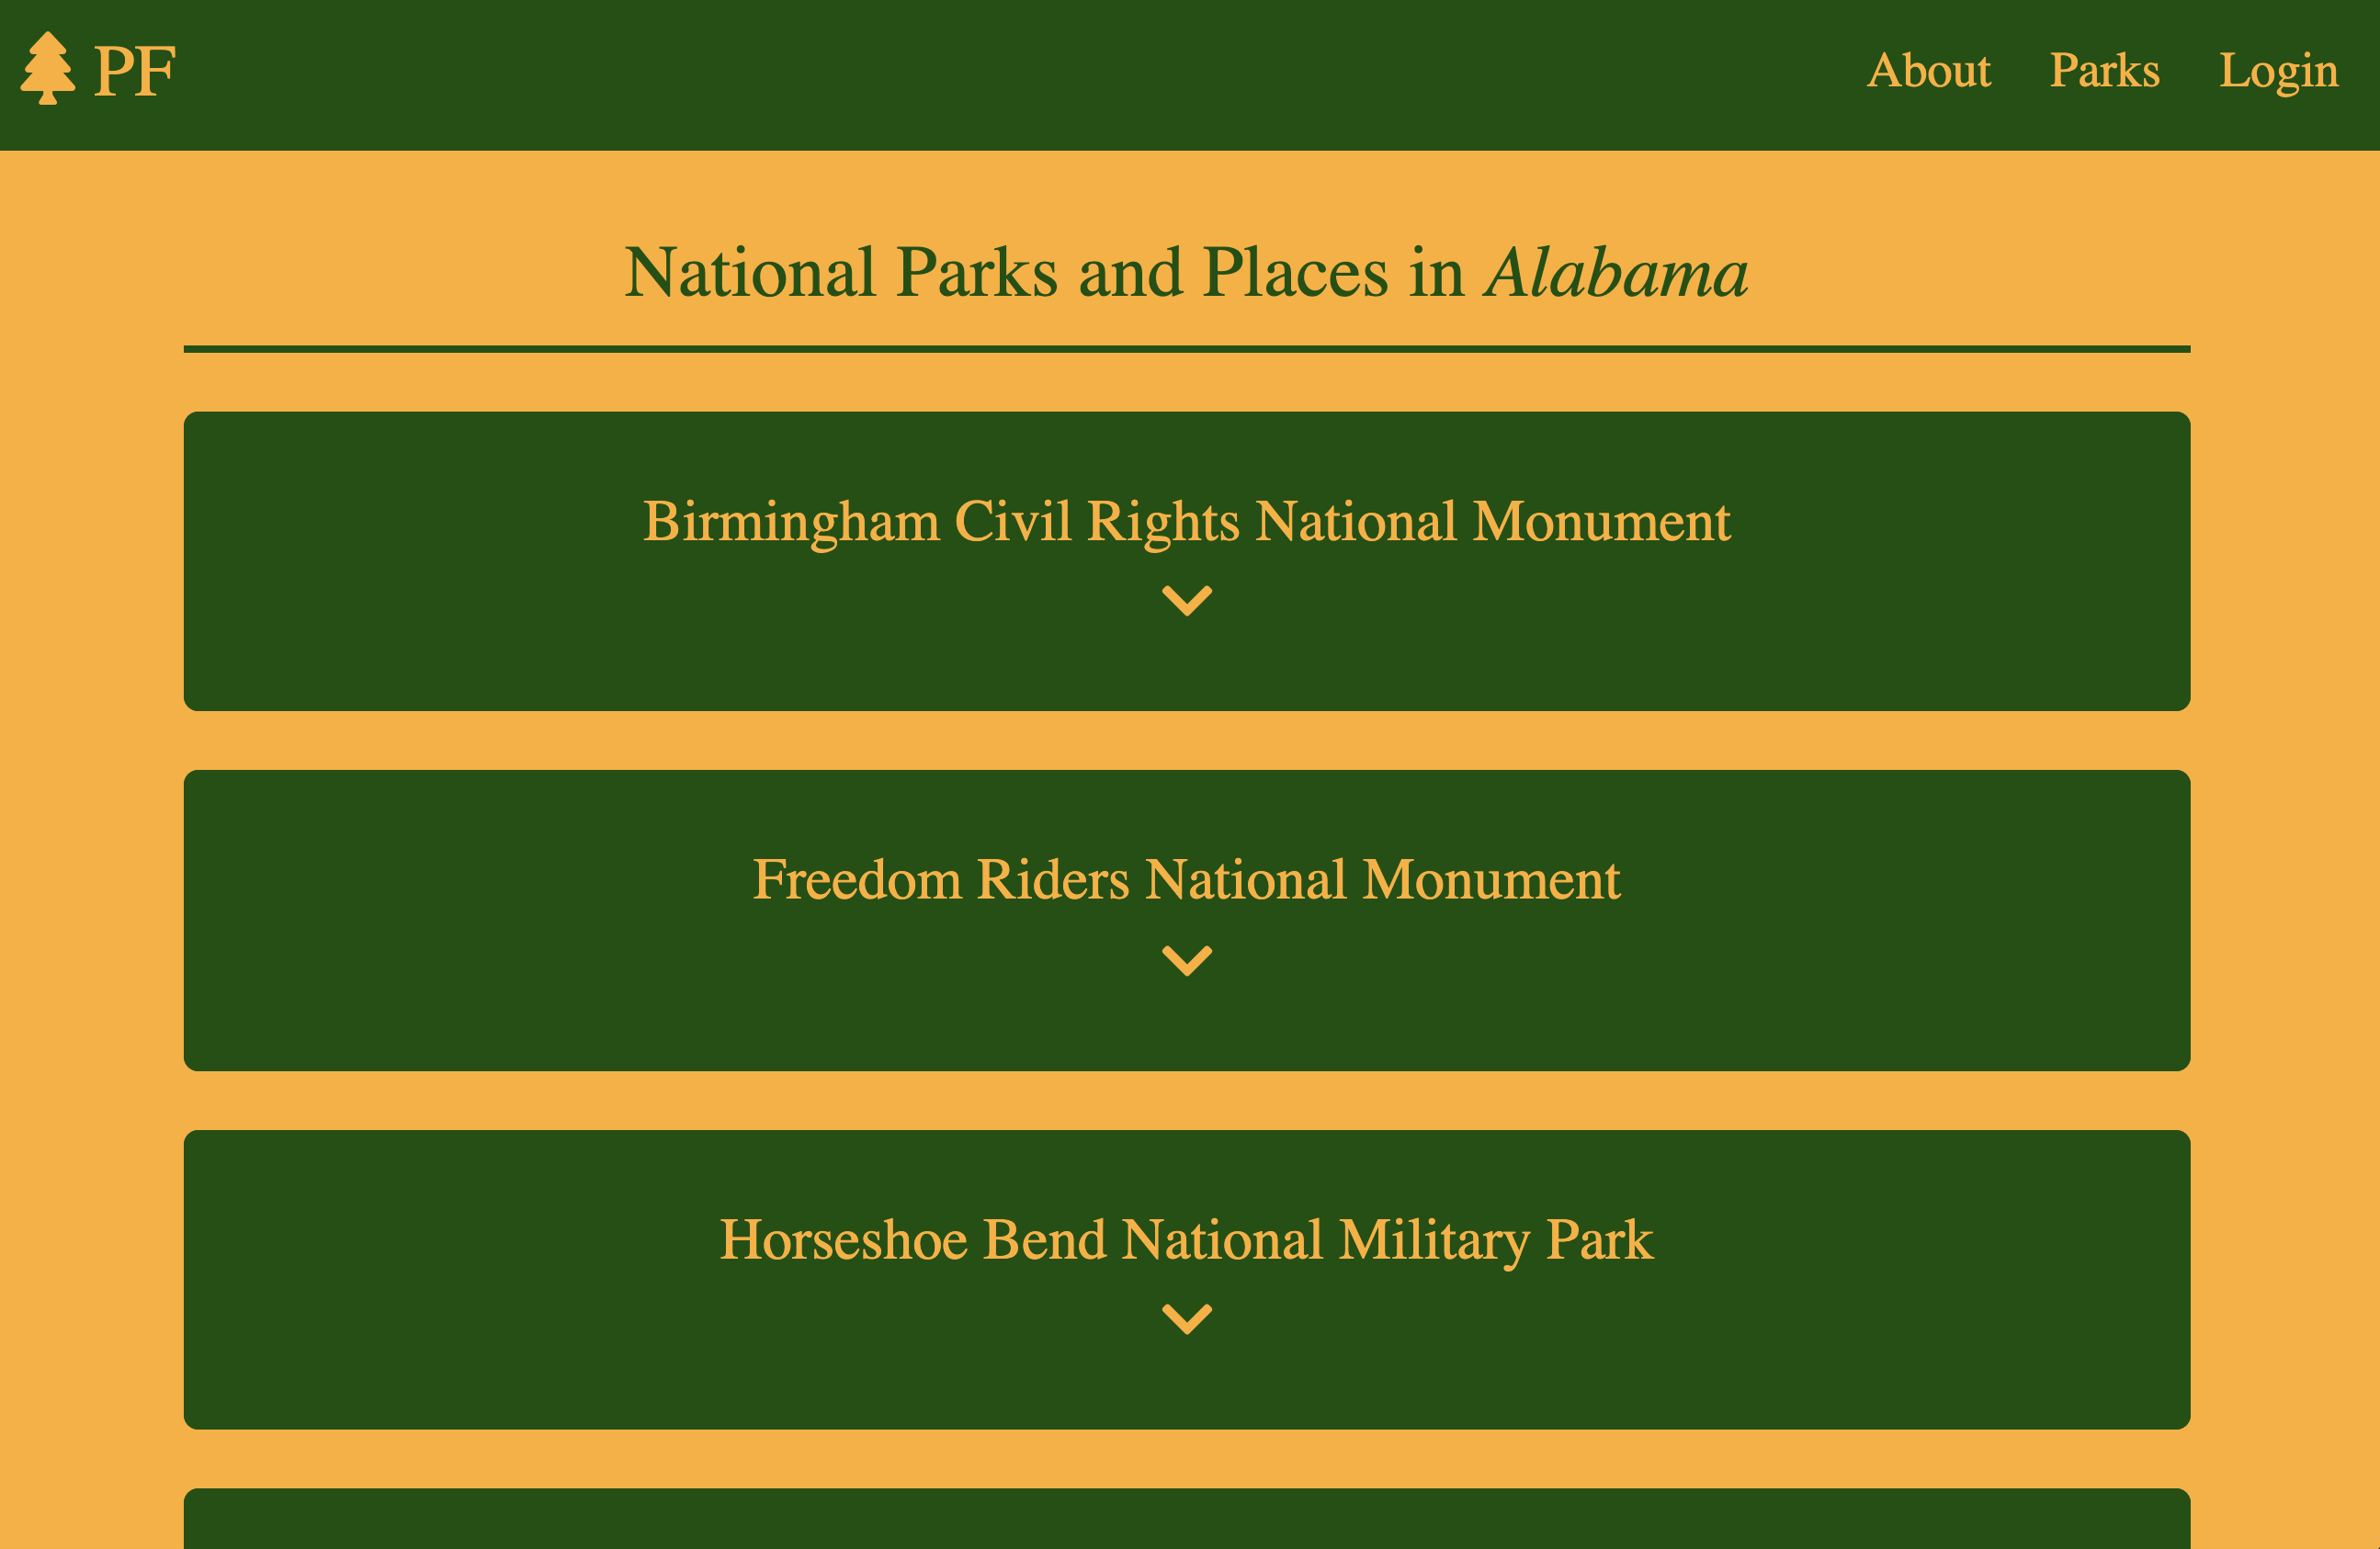 PF
About Parks Login
National Parks and Places in Alabama
Birmingham Civil Rights National Monument
Freedom Riders National Monument
Horseshoe Bend National Military Park